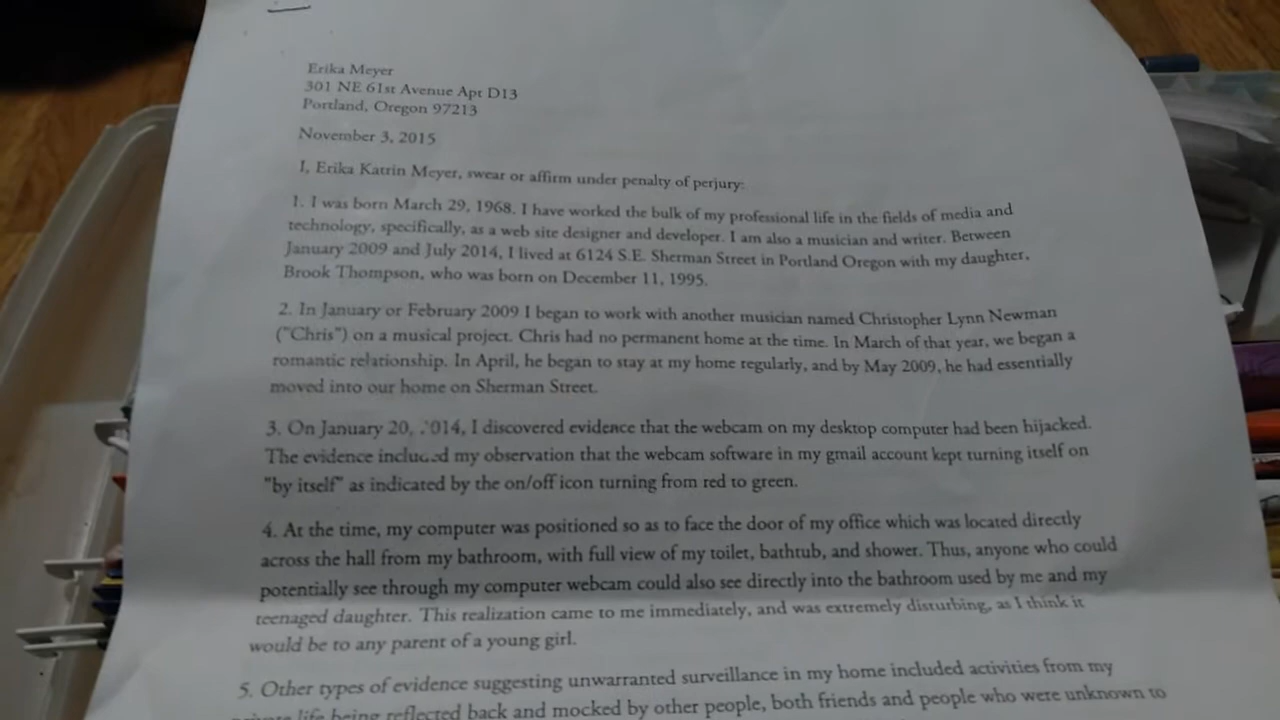 Erika Meyer
301 NE 61st Avenue Apt D13
Portland, Oregon 97213
November 3, 2015
I, Erika Katrin Meyer, swear or affirm under penalty of perjury:
1. I was born March 29, 1968. I have worked the bulk of my professional life in the fields of media and
technology, specifically, as a web site designer and developer. I am also a musician and writer. Between
January 2009 and July 2014, I lived at 6124 S.E. Sherman Street in Portland Oregon with my daughter,
Brook Thompson, who was born on December 11, 1995.
2. In January or February 2009 I began to work with another musician named Christopher Lynn Newman
("Chris") on a musical project. Chris had no permanent home at the time. In March of that year, we began a
romantic relationship. In April, he began to stay at my home regularly, and by May 2009, he had essentially
moved into our home on Sherman Street.
3. On January 20, 2014, I discovered evidence that the webcam on my desktop computer had been hijacked.
The evidence included my observation that the webcam software in my gmail account kept turning itself on
"by itself" as indicated by the on/off icon turning from red to green.
4. At the time, my computer was positioned so as to face the door of my office which was located directly
across the hall from my bathroom, with full view of my toilet, bathtub, and shower. Thus, anyone who could
potentially see through my computer webcam could also see directly into the bathroom used by me and my
teenaged daughter. This realization came to me immediately, and was extremely disturbing, as I think it
would be to any parent of a young girl.
5. Other types of evidence suggesting unwarranted surveillance in my home included activities from my
private life being reflected back and mocked by other people, both friends and people who were unknown to